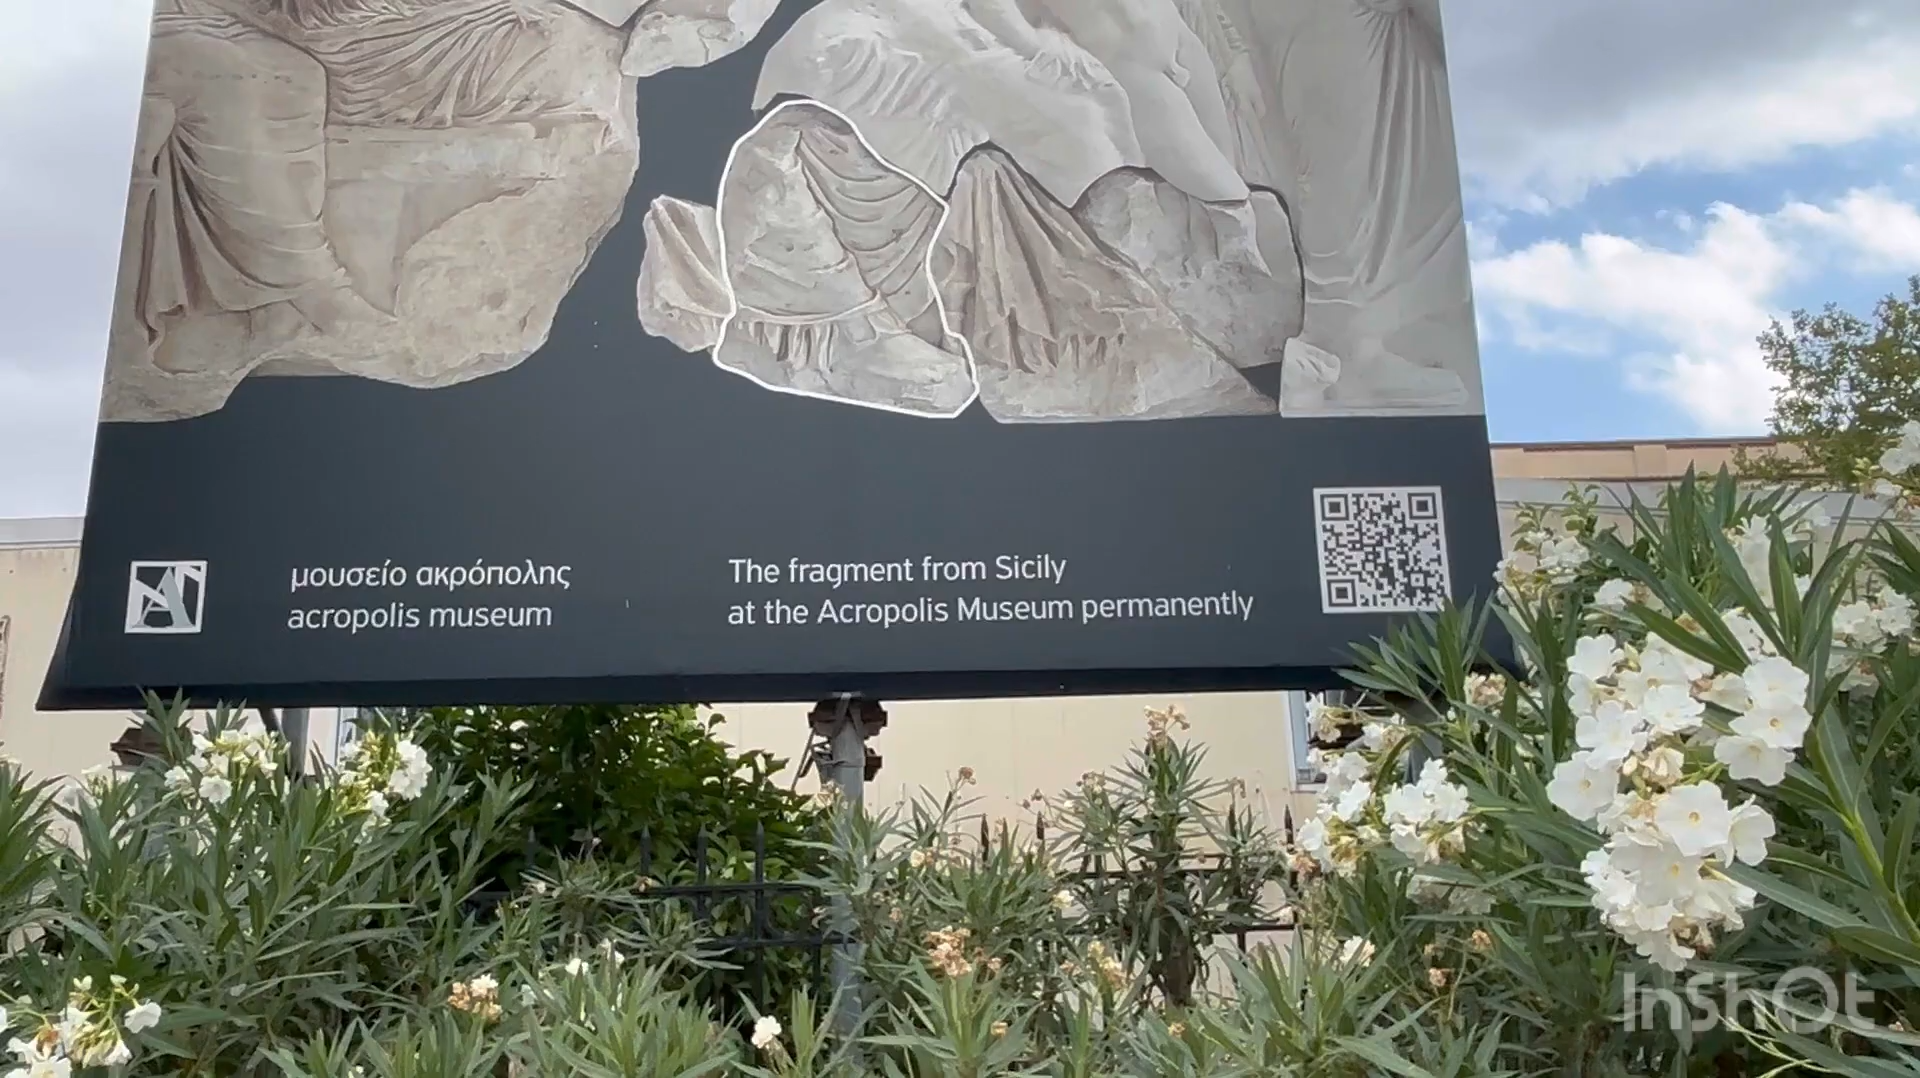 μουσείο ακρόπολης
acropolis museum
The fragment from Sicily
at the Acropolis Museum permanently
InShOt